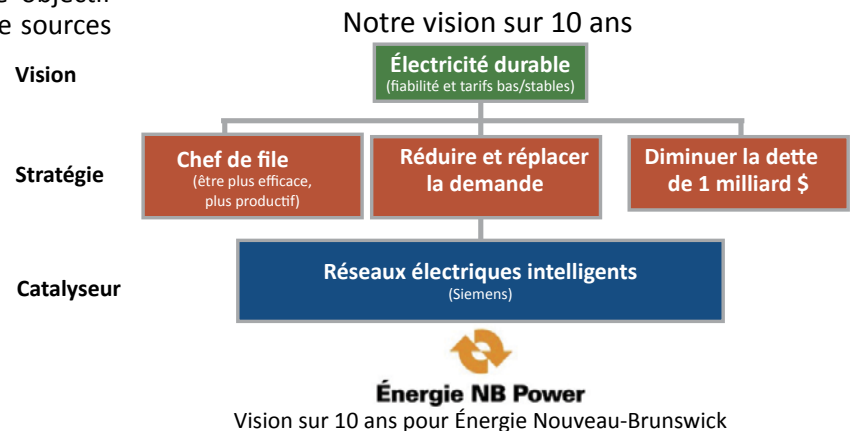 e objectif
e sources
Notre vision sur 10 ans
Vision
Électricité durable
(fiabilité et tarifs bas/stables)
Stratégie
Chef de file
(être plus efficace,
plus productif)
Réduire et réplacer
la demande
Diminuer la dette
de 1 milliard $
Catalyseur
Réseaux électriques intelligents
(Siemens)
Énergie NB Power
Vision sur 10 ans pour Énergie Nouveau-Brunswick